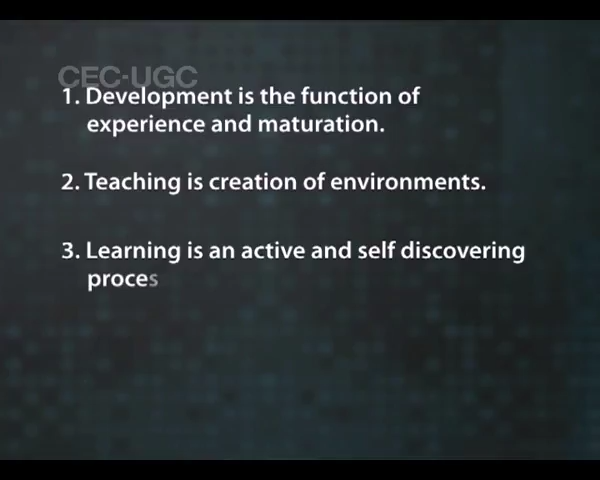 CEC-UGC
1. Development is the function of
experience and maturation.
2. Teaching is creation of environments.
3. Learning is an active and self discovering
proces